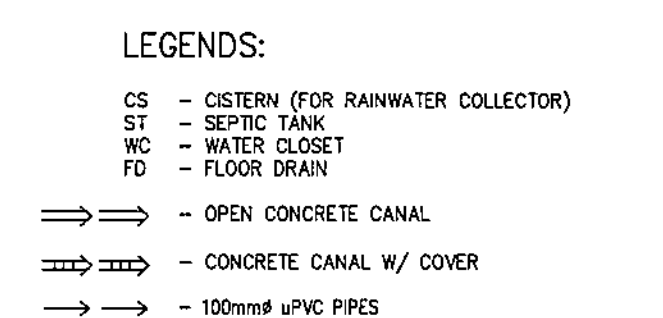 LEGENDS:
CS - CISTERN (FOR RAINWATER COLLECTOR)
ST - SEPTIC TANK
WC - WATER CLOSET
FD - FLOOR DRAIN
- OPEN CONCRETE CANAL
- CONCRETE CANAL W/ COVER
- 100mmø uPVC PIPES